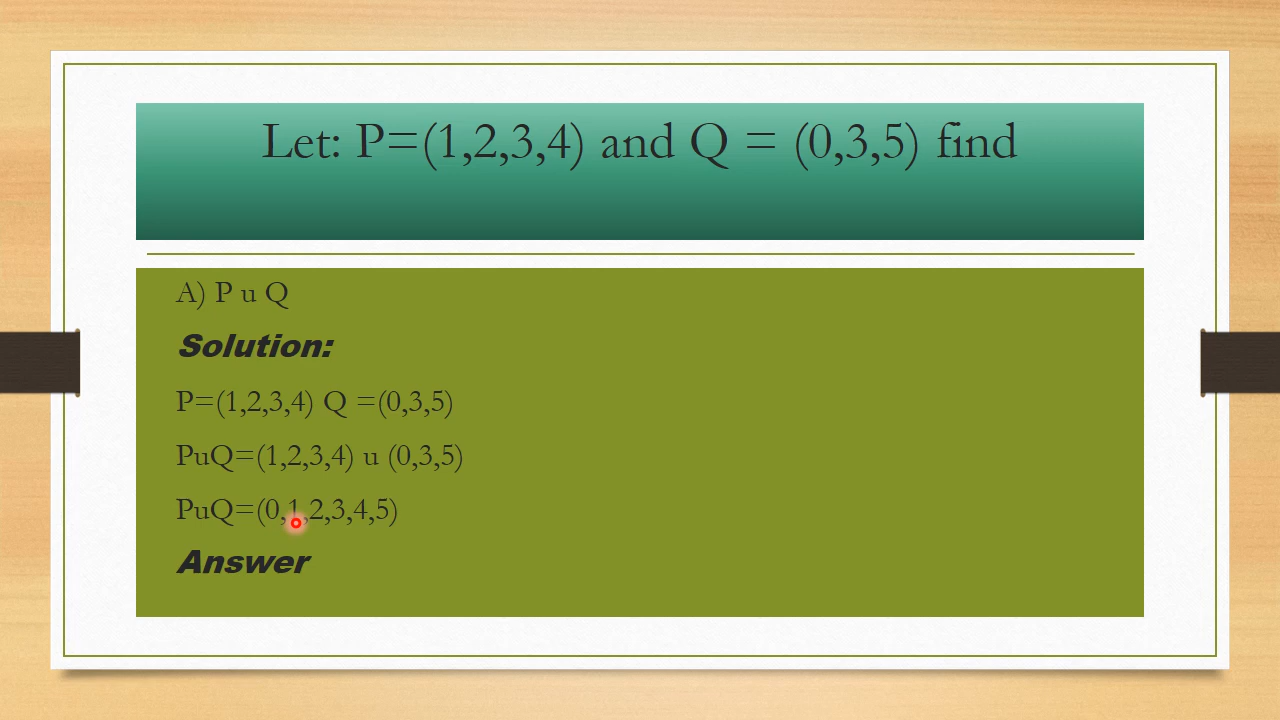 Let: P=(1,2,3,4) and Q = (0,3,5) find
A) P u Q
Solution:
P=(1,2,3,4) Q =(0,3,5)
PuQ=(1,2,3,4) u (0,3,5)
PuQ=(0,1,2,3,4,5)
Answer